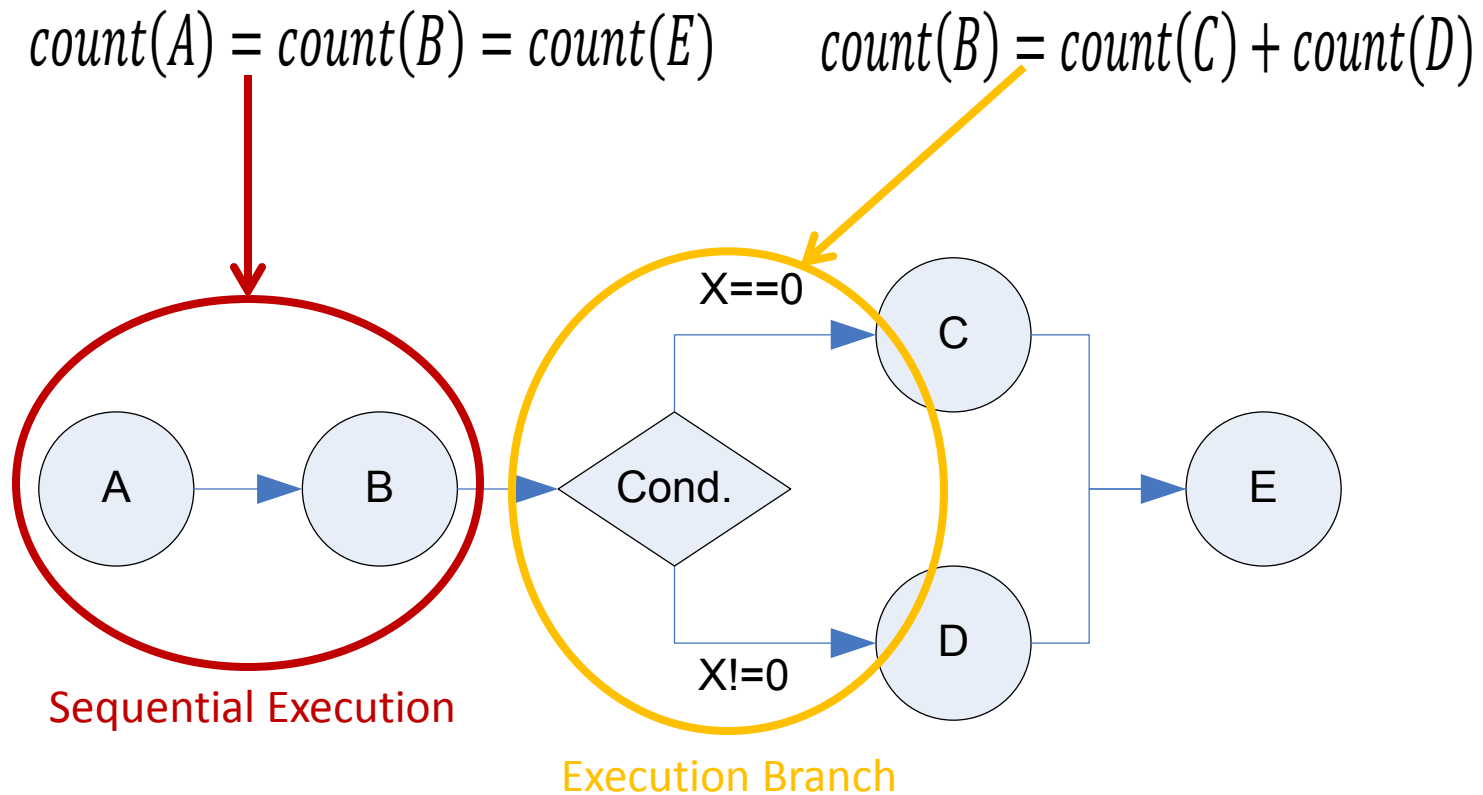 count(A) = count(B) = count(E)
count(B) = count(C) + count(D)
X==0
C
A
B
Cond.
E
D
X!=0
Sequential Execution
Execution Branch